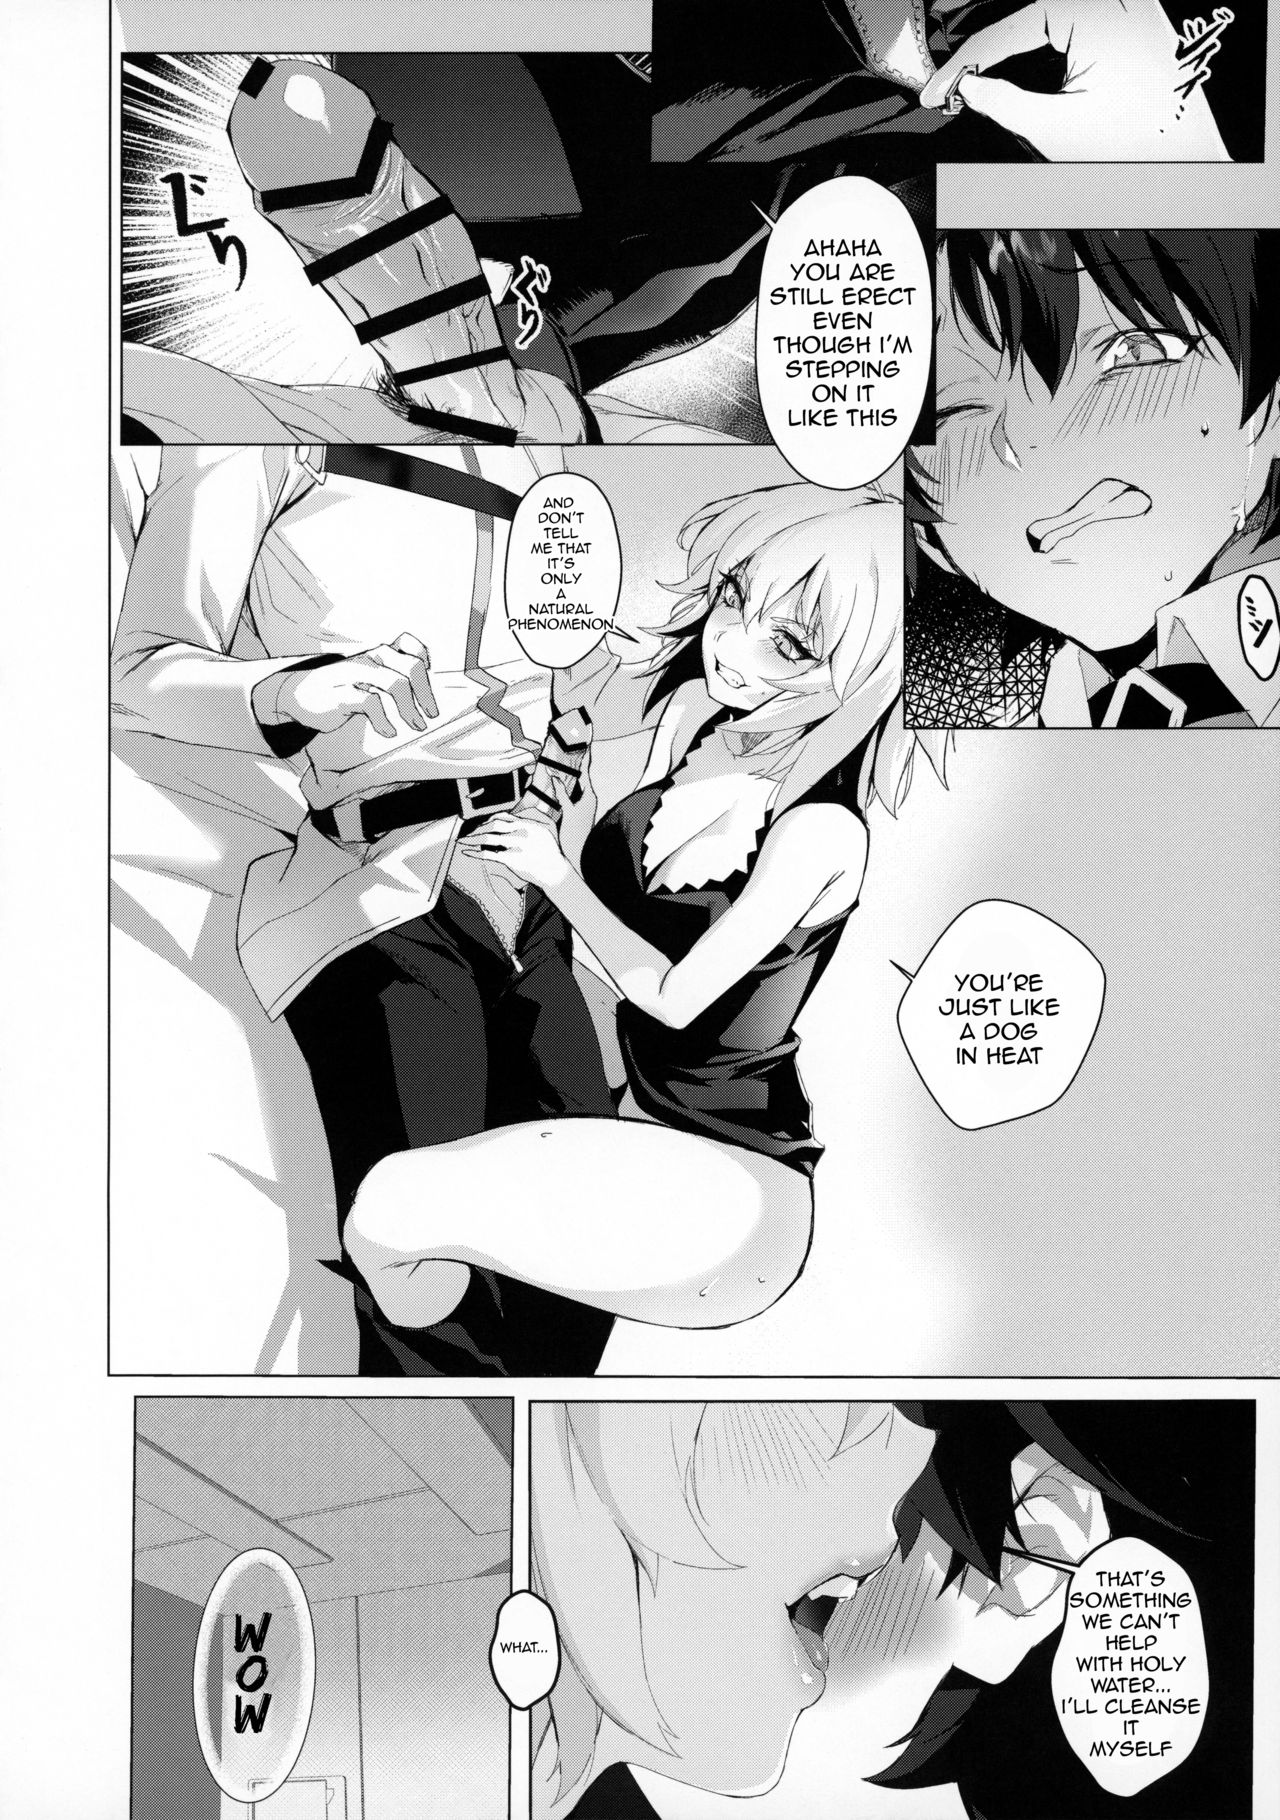 AHAHA
YOU ARE
STILL ERECT
EVEN
THOUGH I'M
STEPPING
ON IT
LIKE THIS
じり
ぐり
AND
DON'T
TELL
ME THAT
IT'S
ONLY
A
NATURAL
PHENOMENON
YOU'RE
JUST LIKE
A DOG
IN HEAT
THAT'S
SOMETHING
WE CAN'T
HELP
WITH HOLY
WATER...
I'LL CLEANSE
IT
MYSELF
WHAT...
WOW